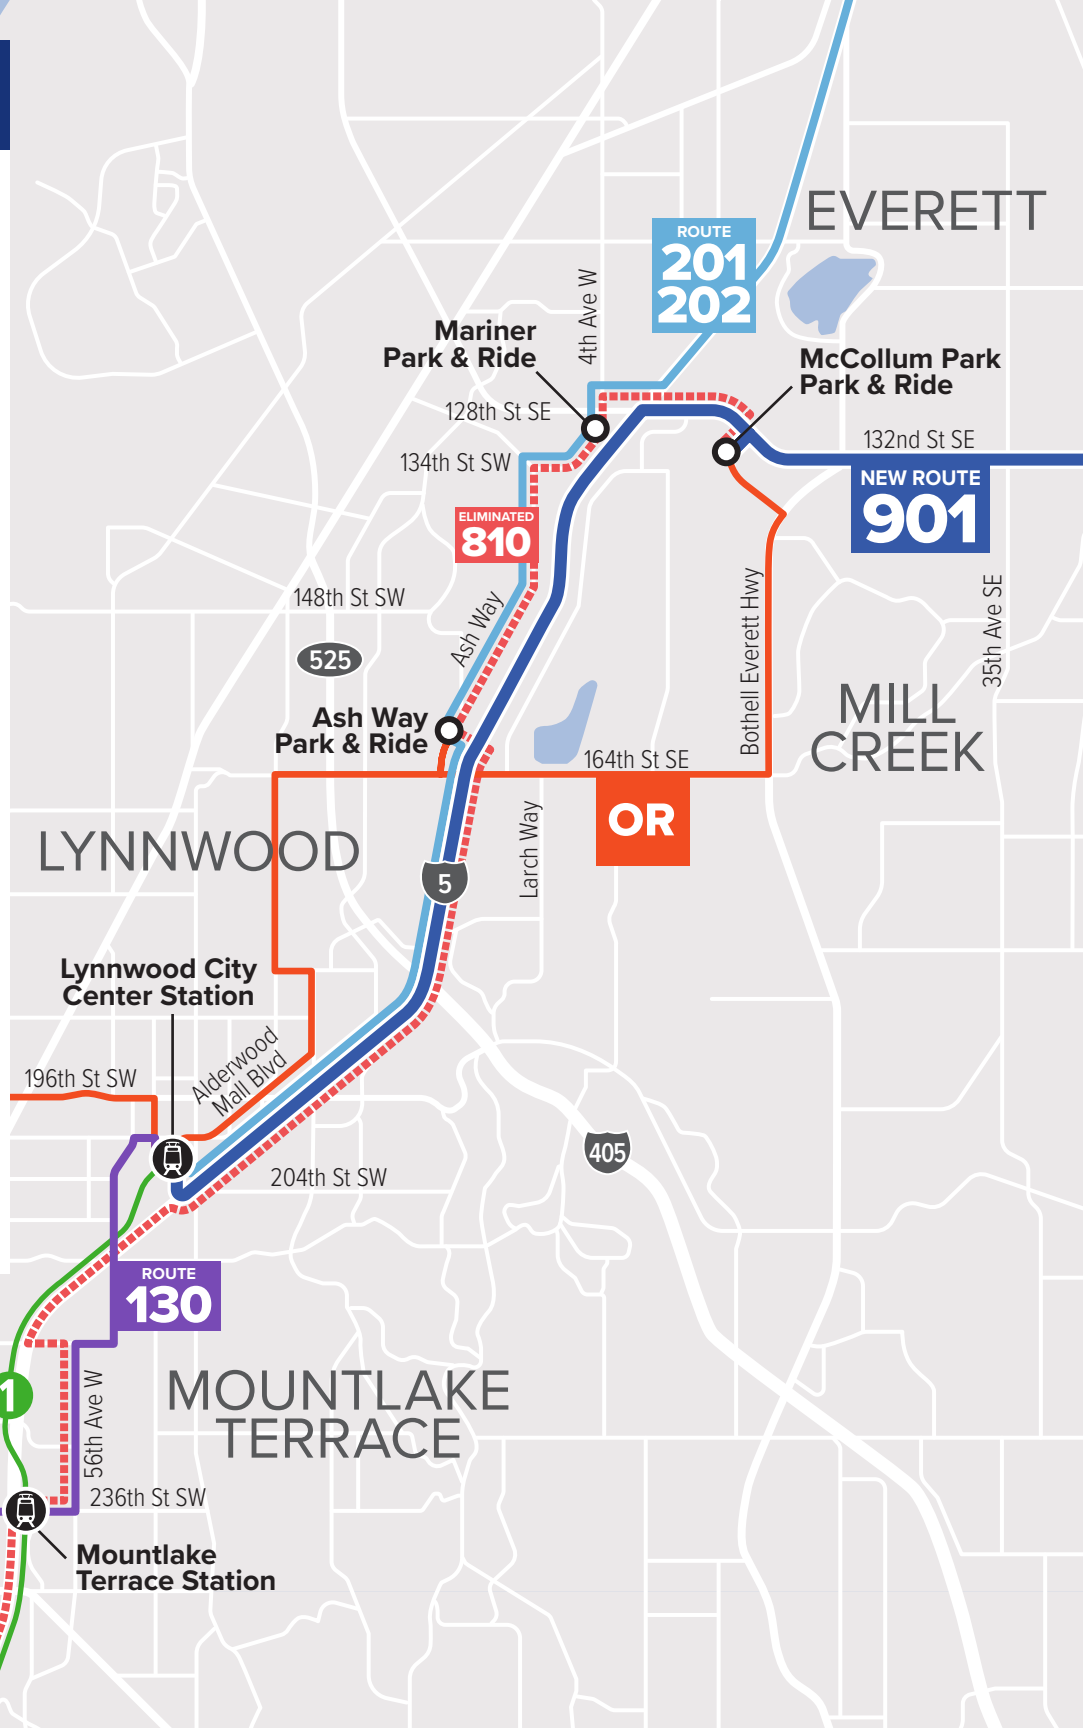 EVERETT
ROUTE
201
202
4th Ave W
Mariner
Park & Ride
McCollum Park
Park & Ride
128th St SE
132nd St SE
134th St SW
NEW ROUTE
901
ELIMINATED
810
148th St SW
Ash Way
Bothell Everett Hwy
35th Ave SE
525
MILL
CREEK
Ash Way
Park & Ride
164th St SE
OR
LYNNWOOD
Larch Way
5
Lynnwood City
Center Station
Alderwood
Mall Blvd
196th St SW
405
204th St SW
ROUTE
130
MOUNTLAKE
TERRACE
1
56th Ave W
236th St SW
Mountlake
Terrace Station